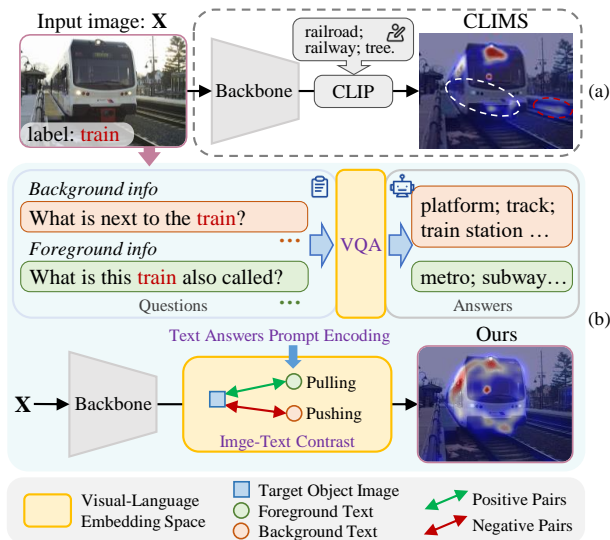 Input image: X
label: train
Backbone
railroad;
railway; tree.
CLIP
CLIMS
(a)
Background info
What is next to the train?
...
Foreground info
What is this train also called?
...
Questions
VQA
platform; track;
train station ...
metro; subway...
Answers
(b)
Text Answers Prompt Encoding
X
Backbone
Pulling
Pushing
Imge-Text Contrast
Ours
Visual-Language
Embedding Space
Target Object Image
Foreground Text
Background Text
Positive Pairs
Negative Pairs